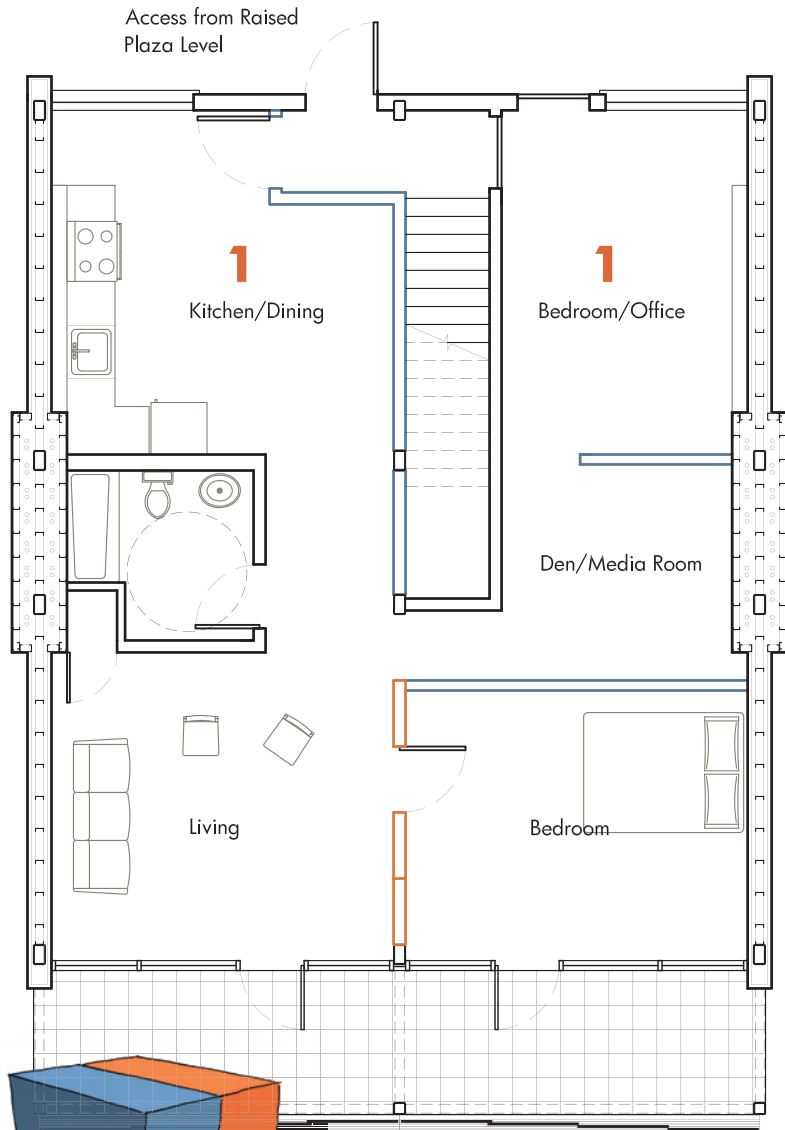 Access from Raised
Plaza Level
1
1
Kitchen/Dining
Bedroom/Office
Den/Media Room
Living
Bedroom